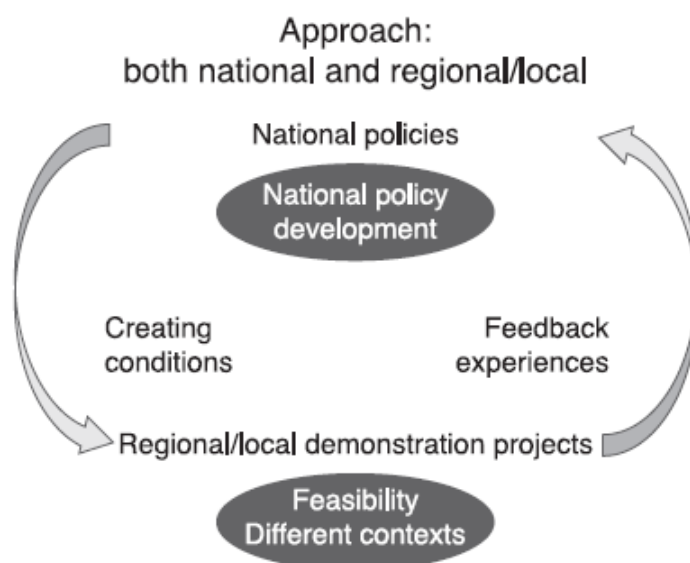 Approach:
both national and regional/local
National policies
National policy
development
Creating
conditions
Feedback
experiences
Regional/local demonstration projects
Feasibility
Different contexts